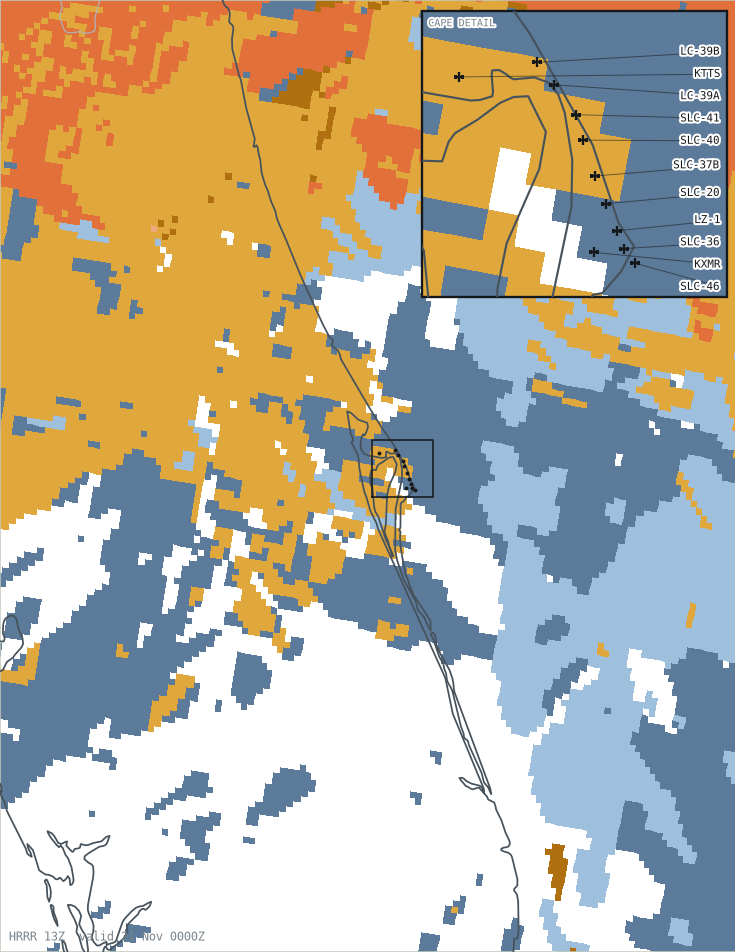 CAPE DETAIL
LC-39B
KTTS
LC-39A
SLC-41
SLC-40
SLC-37B
SLC-20
LZ-1
SLC-36
KXMR
SLC-46
HRRR 13Z valid Nov 0000Z